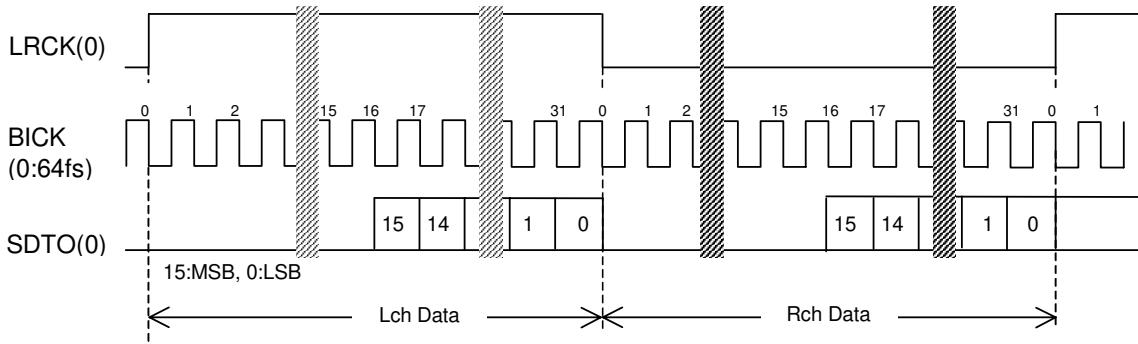 LRCK(0)
0 1 2 15 16 17 31 0 1 2 15 16 17 31 0 1
BICK
(0:64fs)
15 14 1 0 15 14 1 0
SDTO(0)
15:MSB, 0:LSB
Lch Data Rch Data